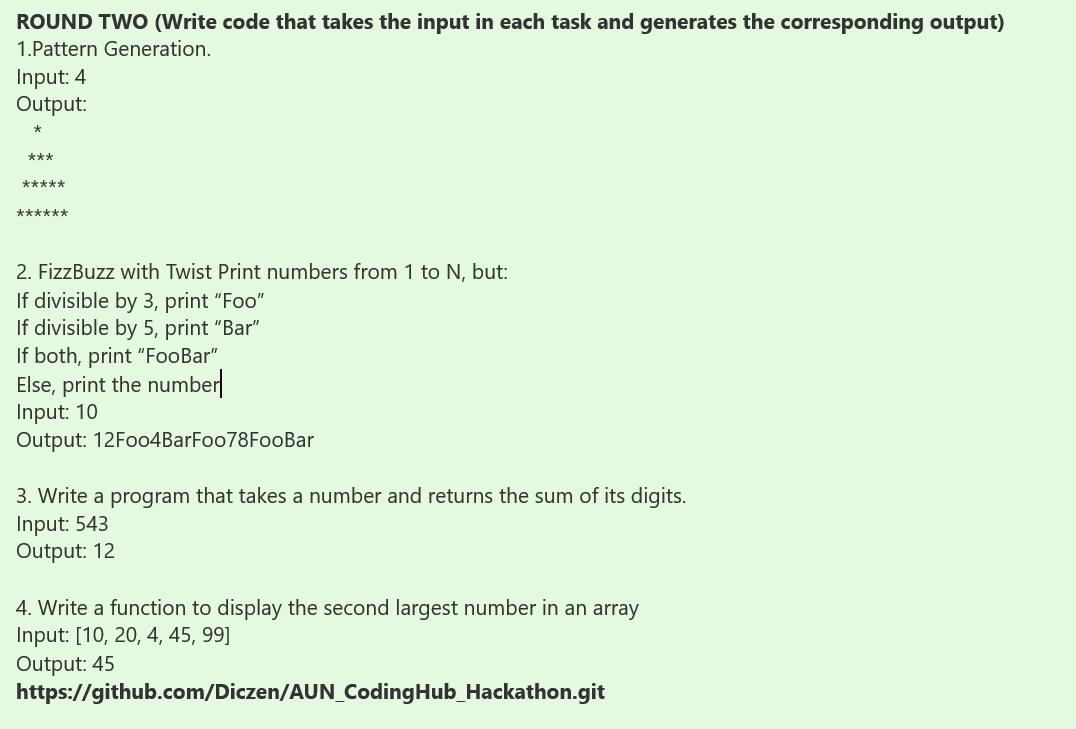 ROUND TWO (Write code that takes the input in each task and generates the corresponding output)
1.Pattern Generation.
Input: 4
Output:
   *
  ***
 *****
******
2. FizzBuzz with Twist Print numbers from 1 to N, but:
If divisible by 3, print “Foo”
If divisible by 5, print “Bar”
If both, print “FooBar”
Else, print the number
Input: 10
Output: 12Foo4BarFoo78FooBar
3. Write a program that takes a number and returns the sum of its digits.
Input: 543
Output: 12
4. Write a function to display the second largest number in an array
Input: [10, 20, 4, 45, 99]
Output: 45
https://github.com/Diczen/AUN_CodingHub_Hackathon.git